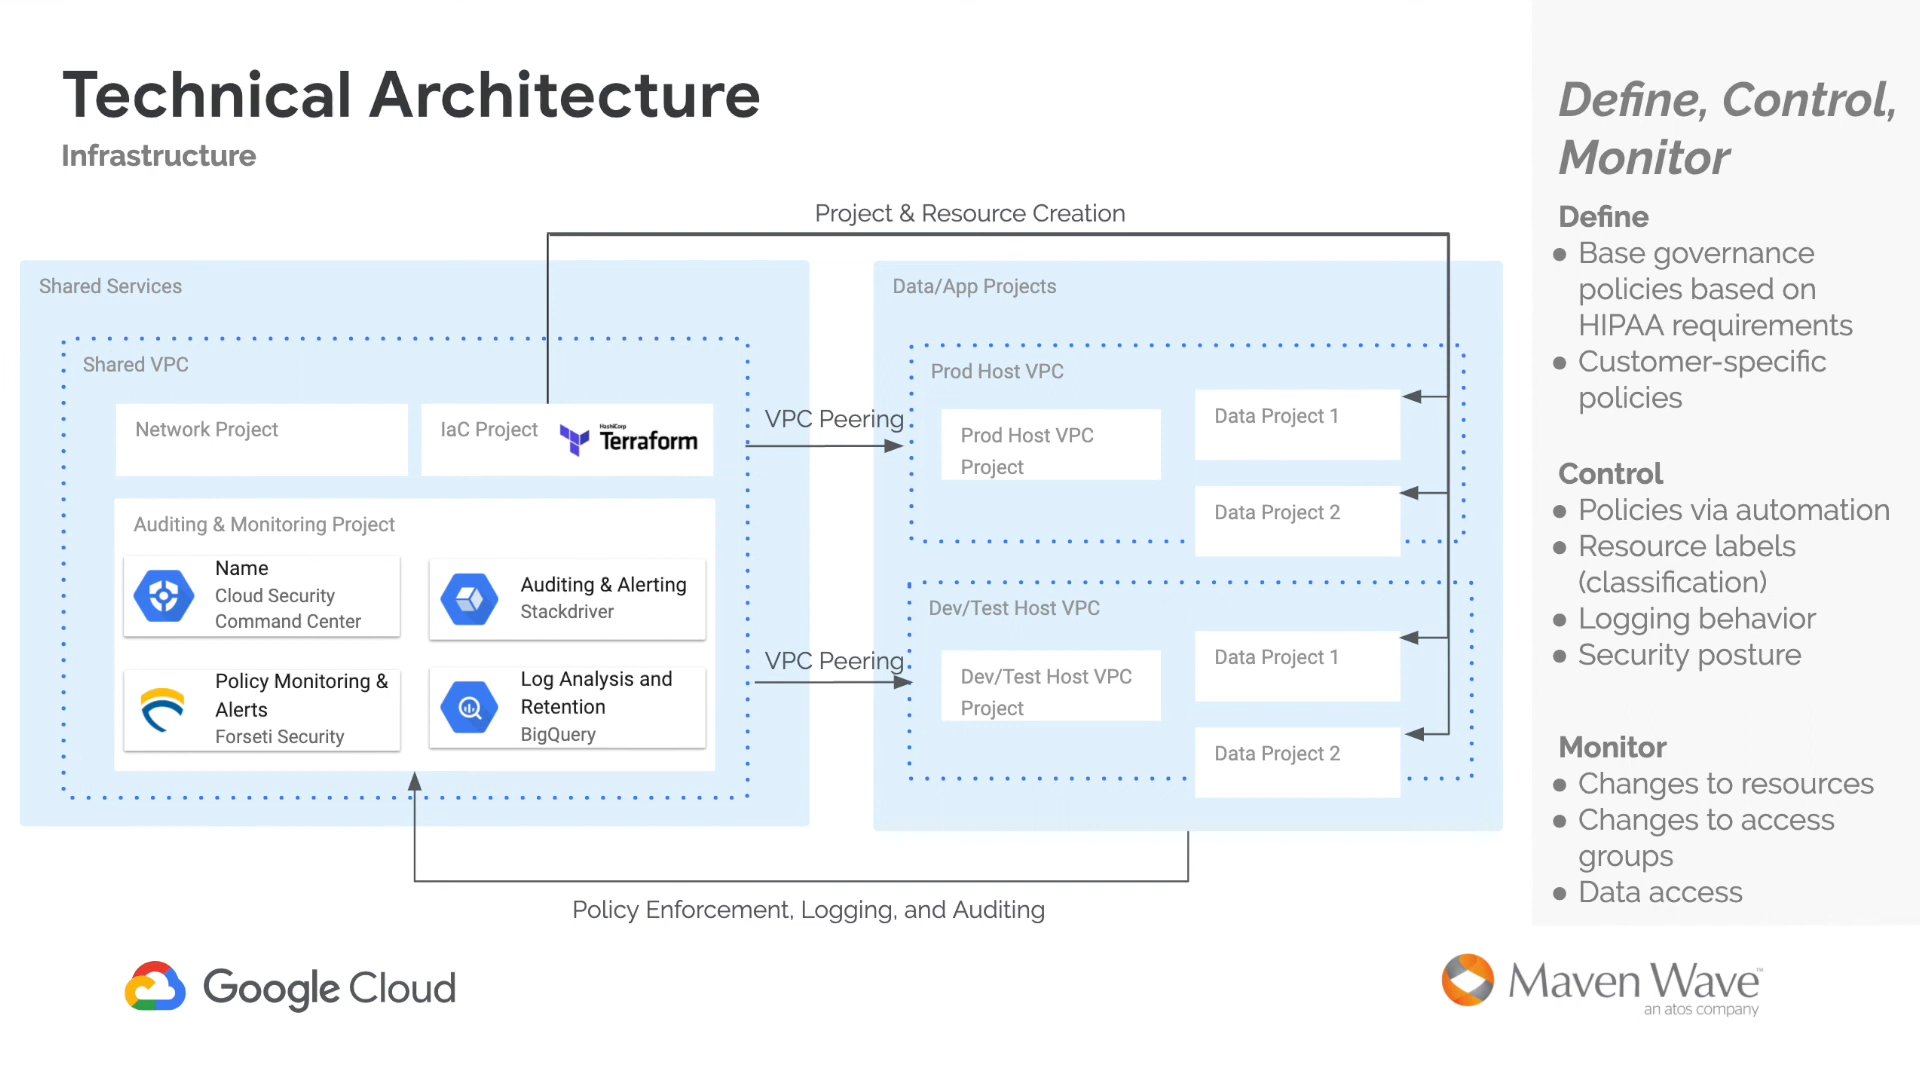 Technical Architecture
Infrastructure
Project & Resource Creation
Shared Services
Shared VPC
Network Project
IaC Project
HashiCorp
Terraform
Auditing & Monitoring Project
Name
Cloud Security
Command Center
Auditing & Alerting
Stackdriver
Policy Monitoring &
Alerts
Forseti Security
Log Analysis and
Retention
BigQuery
VPC Peering
VPC Peering
Data/App Projects
Prod Host VPC
Prod Host VPC
Project
Data Project 1
Data Project 2
Dev/Test Host VPC
Dev/Test Host VPC
Project
Data Project 1
Data Project 2
Policy Enforcement, Logging, and Auditing
Define, Control,
Monitor
Define
● Base governance
policies based on
HIPAA requirements
● Customer-specific
policies
Control
● Policies via automation
● Resource labels
(classification)
● Logging behavior
● Security posture
Monitor
● Changes to resources
● Changes to access
groups
● Data access
Google Cloud
Maven Wave™
an atos company